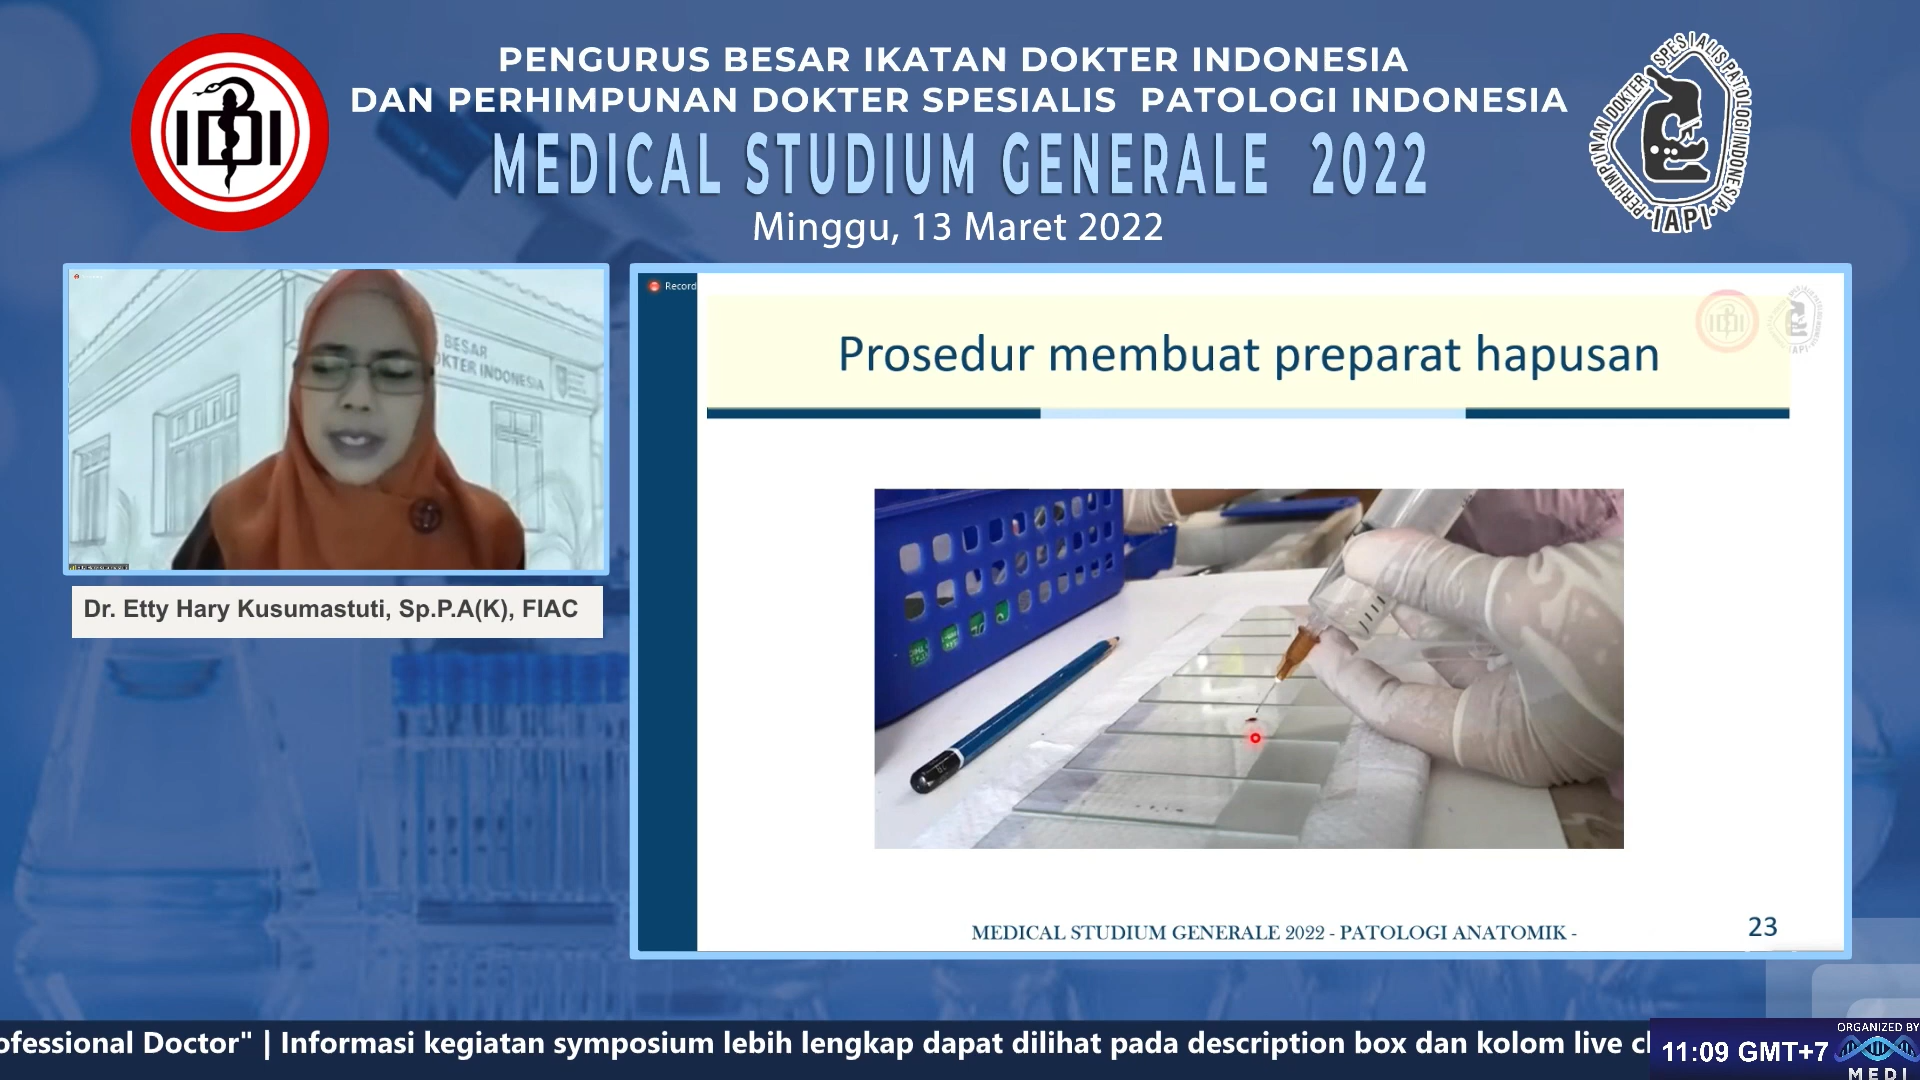 PENGURUS BESAR IKATAN DOKTER INDONESIA
DAN PERHIMPUNAN DOKTER SPESIALIS PATOLOGI INDONESIA
MEDICAL STUDIUM GENERALE 2022
Minggu, 13 Maret 2022
IDI
PERHIMPUNAN DOKTER SPESIALIS PATOLOGI INDONESIA
IAPI
BESAR
DOKTER INDONESIA
Dr. Etty Hary Kusumastuti, Sp.P.A(K), FIAC
Record
Prosedur membuat preparat hapusan
MEDICAL STUDIUM GENERALE 2022 - PATOLOGI ANATOMIK -
23
ofessional Doctor" | Informasi kegiatan symposium lebih lengkap dapat dilihat pada description box dan kolom live
11:09 GMT+7
ORGANIZED BY
MEDI